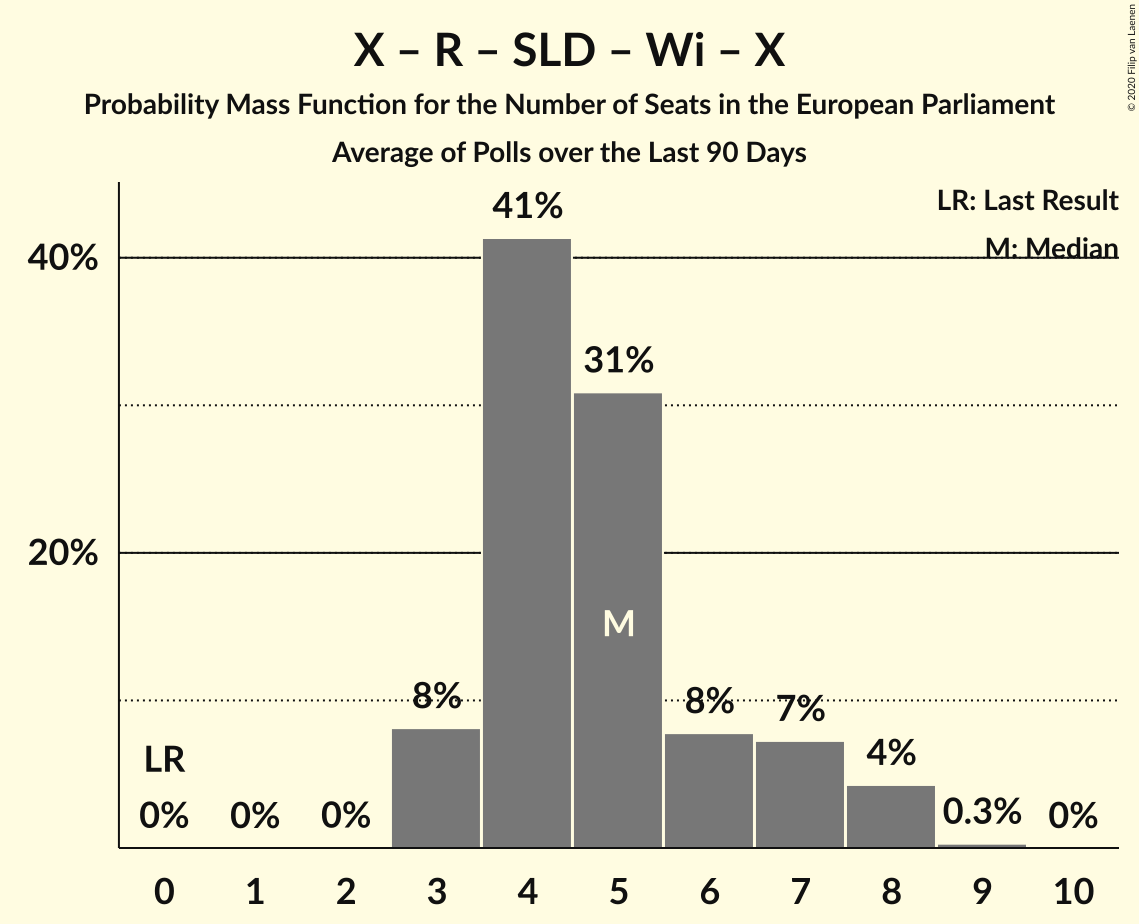 X – R – SLD – Wi – X
Probability Mass Function for the Number of Seats in the European Parliament
Average of Polls over the Last 90 Days
© 2020 Filip van Laenen
LR: Last Result
M: Median
40%
20%
41%
31%
M
8%
8%
7%
4%
0.3%
LR
0%
0%
0%
0%
0 1 2 3 4 5 6 7 8 9 10